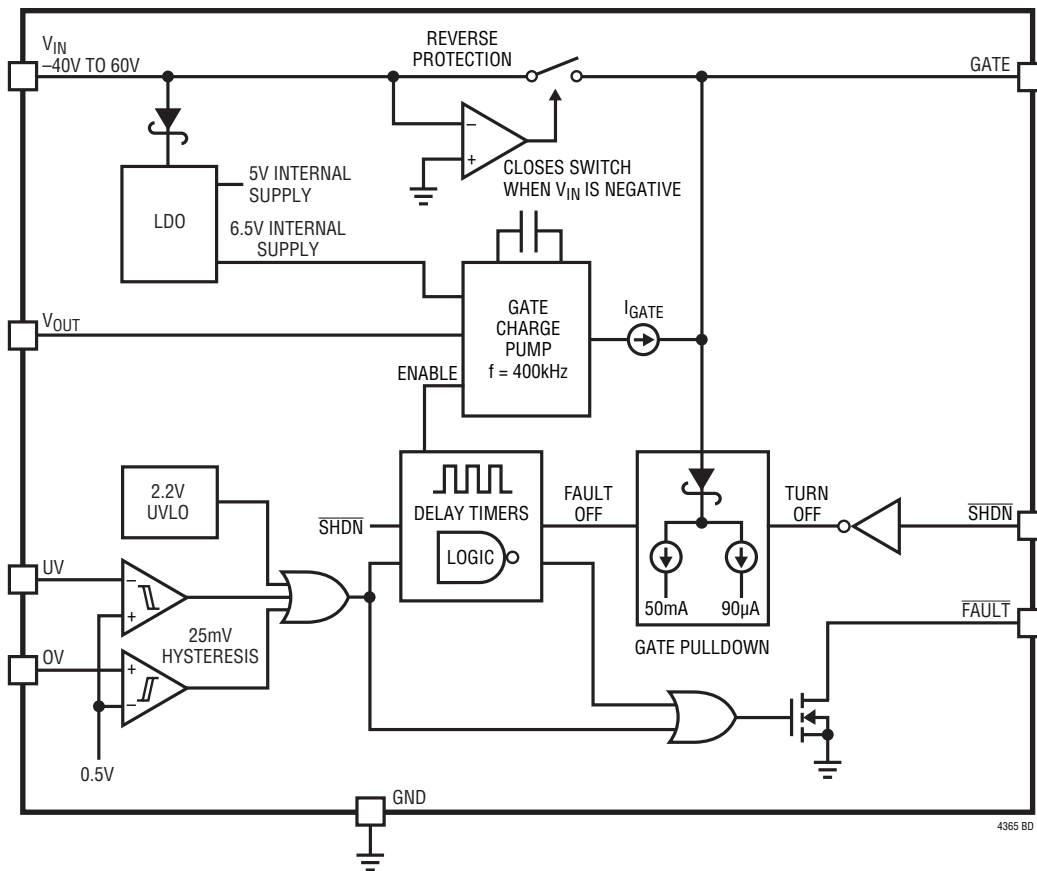 VIN
–40V TO 60V
REVERSE
PROTECTION
GATE
–
+
CLOSES SWITCH
WHEN VIN IS NEGATIVE
LDO
5V INTERNAL
SUPPLY
6.5V INTERNAL
SUPPLY
VOUT
GATE
CHARGE
PUMP
f = 400kHz
IGATE
ENABLE
2.2V
UVLO
SHDN
DELAY TIMERS
LOGIC
FAULT
OFF
TURN
OFF
SHDN
50mA
90µA
GATE PULLDOWN
FAULT
UV
–
+
25mV
HYSTERESIS
OV
+
–
0.5V
GND
4365 BD